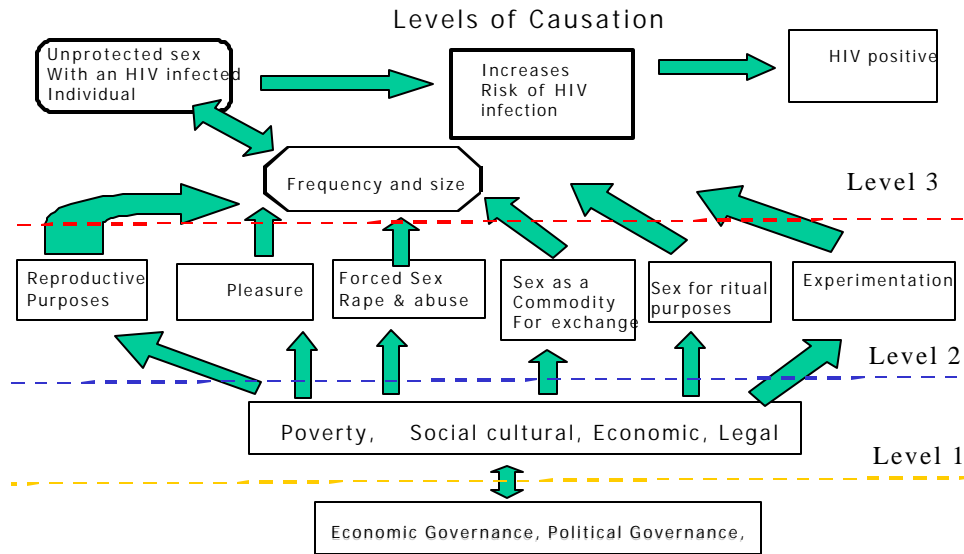 Levels of Causation
Unprotected sex
With an HIV infected
Individual
Increases
Risk of HIV
infection
HIV positive
Frequency and size
Level 3
Reproductive
Purposes
Pleasure
Forced Sex
Rape & abuse
Sex as a
Commodity
For exchange
Sex for ritual
purposes
Experimentation
Level 2
Poverty, Social cultural, Economic, Legal
Level 1
Economic Governance, Political Governance,